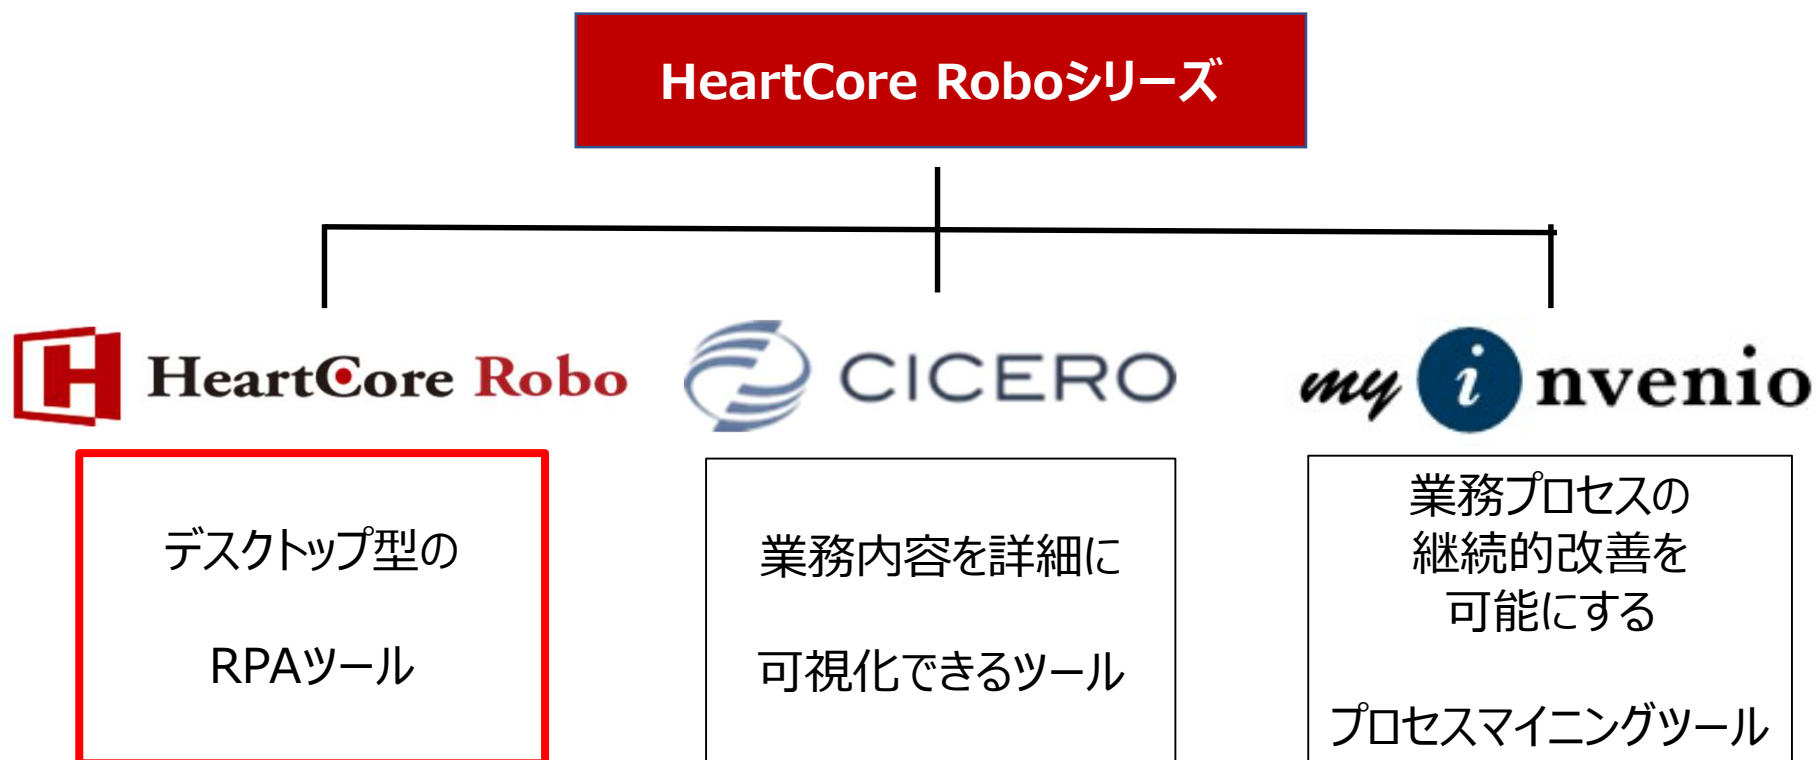 HeartCore Roboシリーズ
HeartCore Robo
CICERO
my invenio
デスクトップ型の
RPAツール
業務内容を詳細に
可視化できるツール
業務プロセスの
継続的改善を
可能にする
プロセスマイニングツール